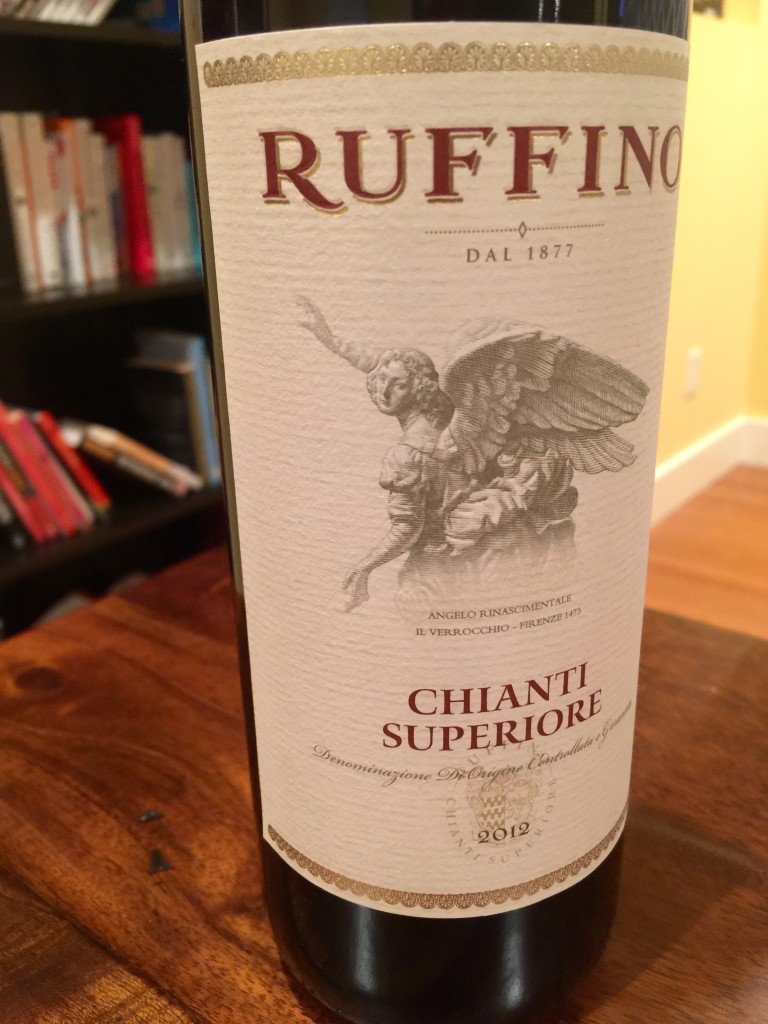 RUFFINO
DAL 1877
ANGELO RINASCIMENTALE
IL VERROCCHIO - FIRENZE 1473
CHIANTI
SUPERIORE
Denominazione Di Origine Controllata e Garantita
RUFFINO
CHIANTI SUPERIORE
2012